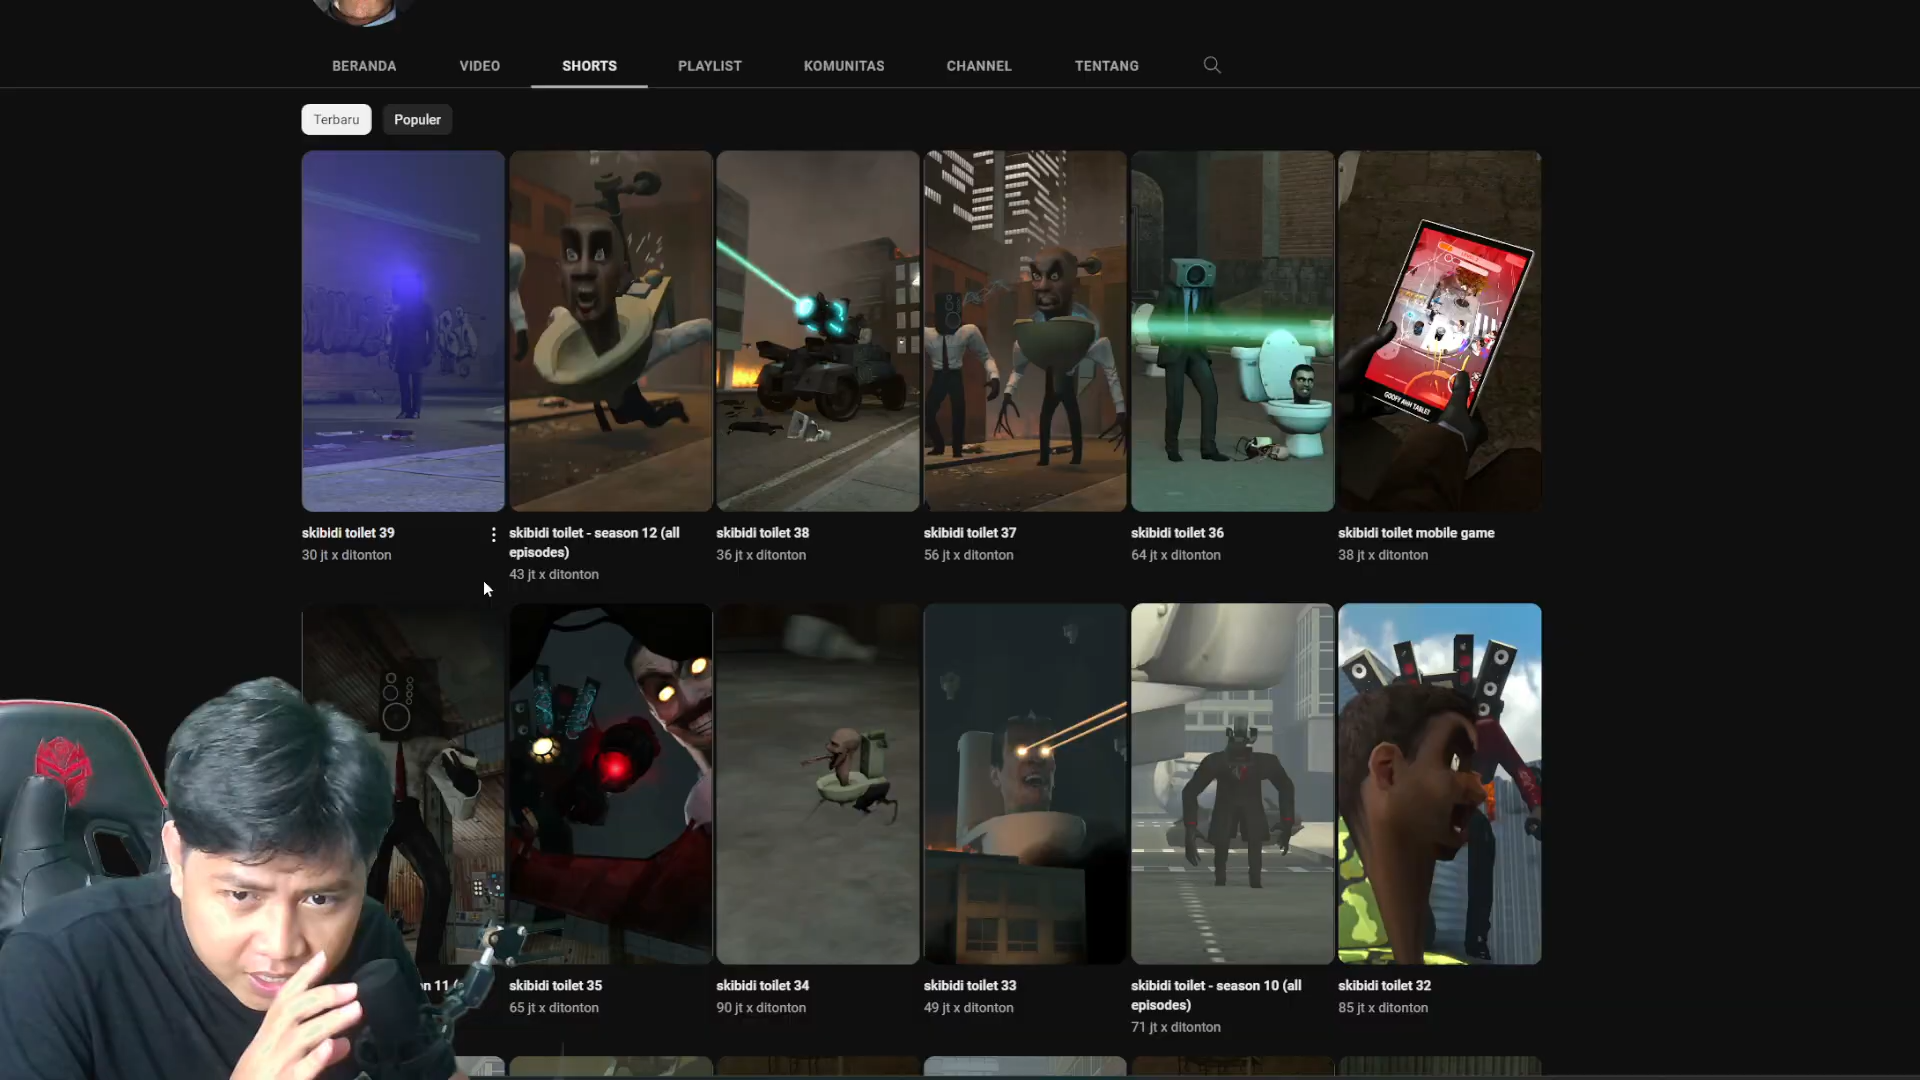 BERANDA VIDEO SHORTS PLAYLIST KOMUNITAS CHANNEL TENTANG
Terbaru Populer
GOOFY AHH TABLET
skibidi toilet 39
30 jt x ditonton
skibidi toilet - season 12 (all
episodes)
43 jt x ditonton
skibidi toilet 38
36 jt x ditonton
skibidi toilet 37
56 jt x ditonton
skibidi toilet 36
64 jt x ditonton
skibidi toilet mobile game
38 jt x ditonton
n 11 (
skibidi toilet 35
65 jt x ditonton
skibidi toilet 34
90 jt x ditonton
skibidi toilet 33
49 jt x ditonton
skibidi toilet - season 10 (all
episodes)
71 jt x ditonton
skibidi toilet 32
85 jt x ditonton